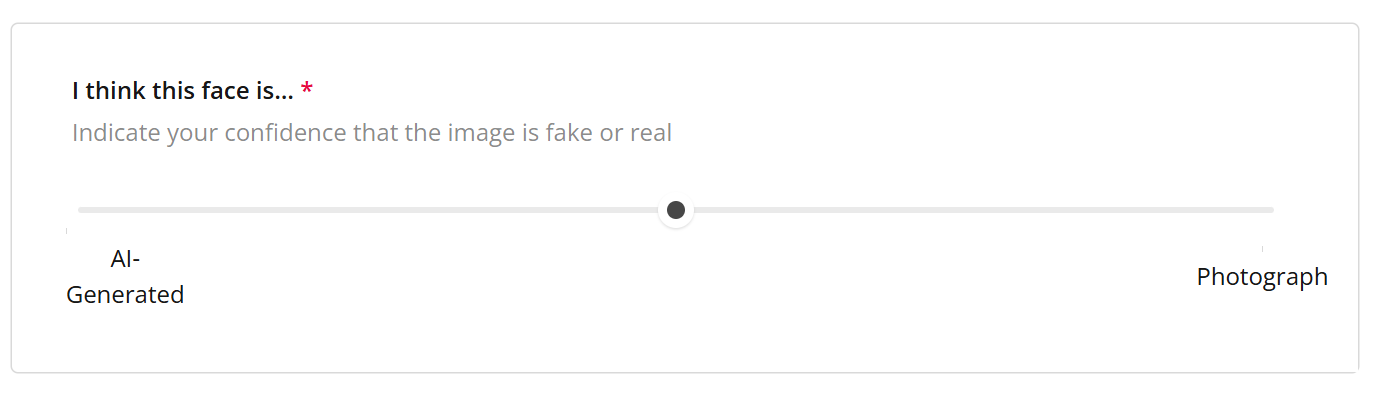 I think this face is... *
Indicate your confidence that the image is fake or real
AI-
Generated
Photograph